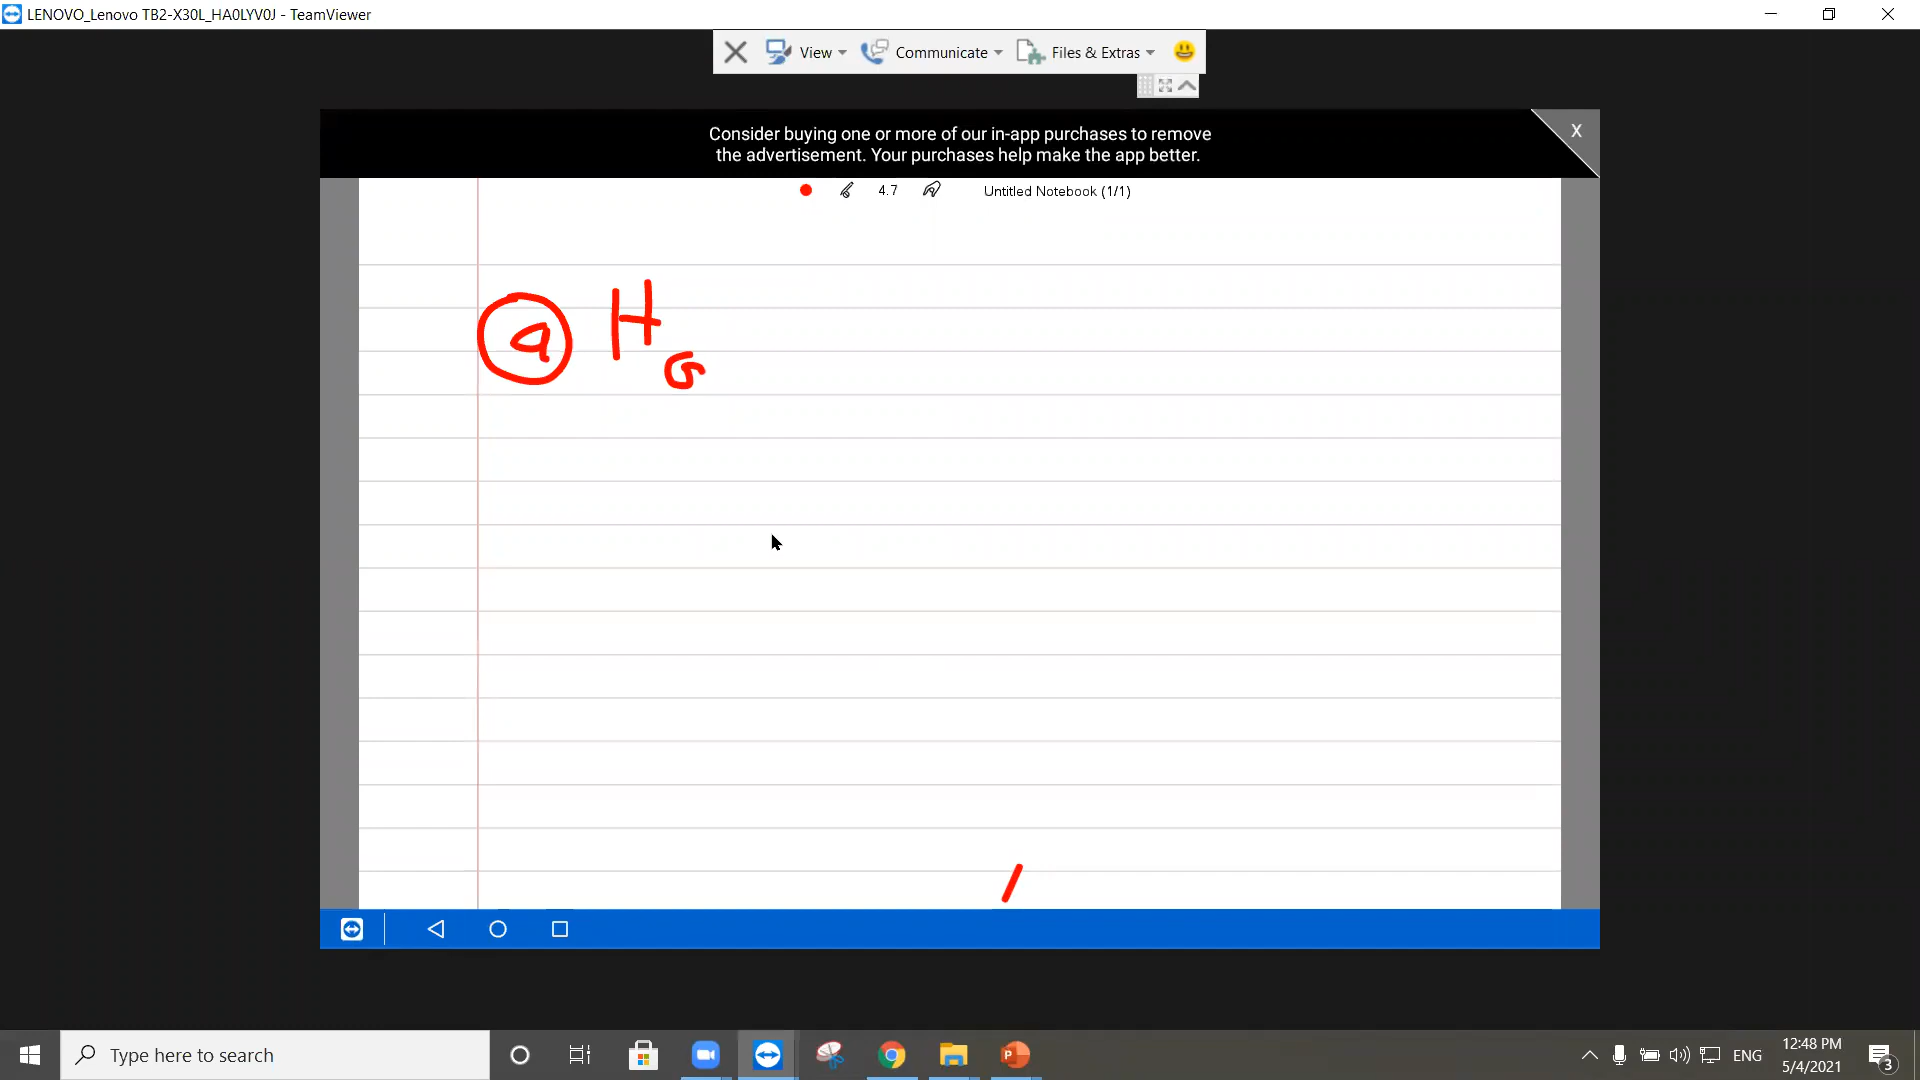 LENOVO_Lenovo TB2-X30L_HA0LYV0J - TeamViewer
View Communicate Files & Extras
Consider buying one or more of our in-app purchases to remove
the advertisement. Your purchases help make the app better.
X
4.7 Untitled Notebook (1/1)
a H
G
Type here to search
ENG
12:48 PM
5/4/2021
3